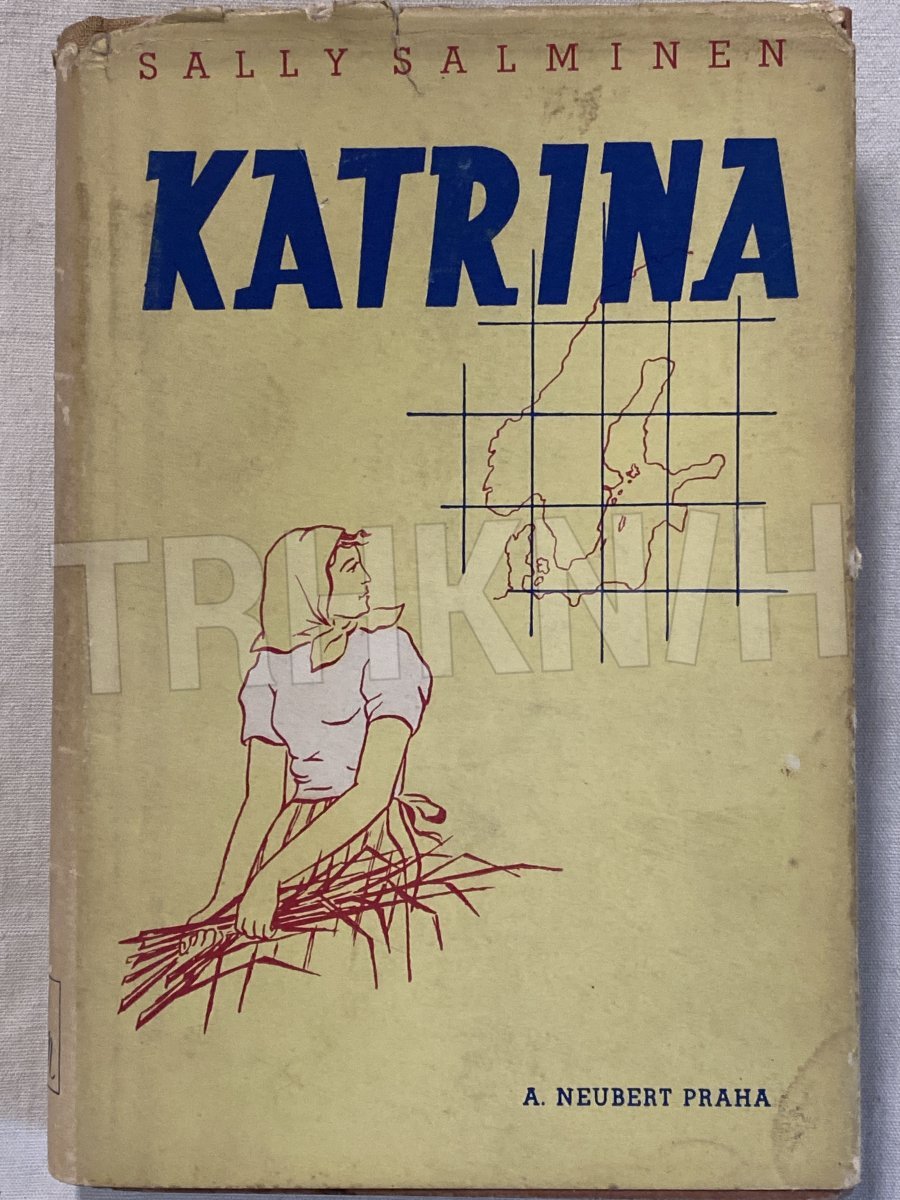 SALLY SALMINEN
KATRINA
TRHKNIH
A. NEUBERT PRAHA